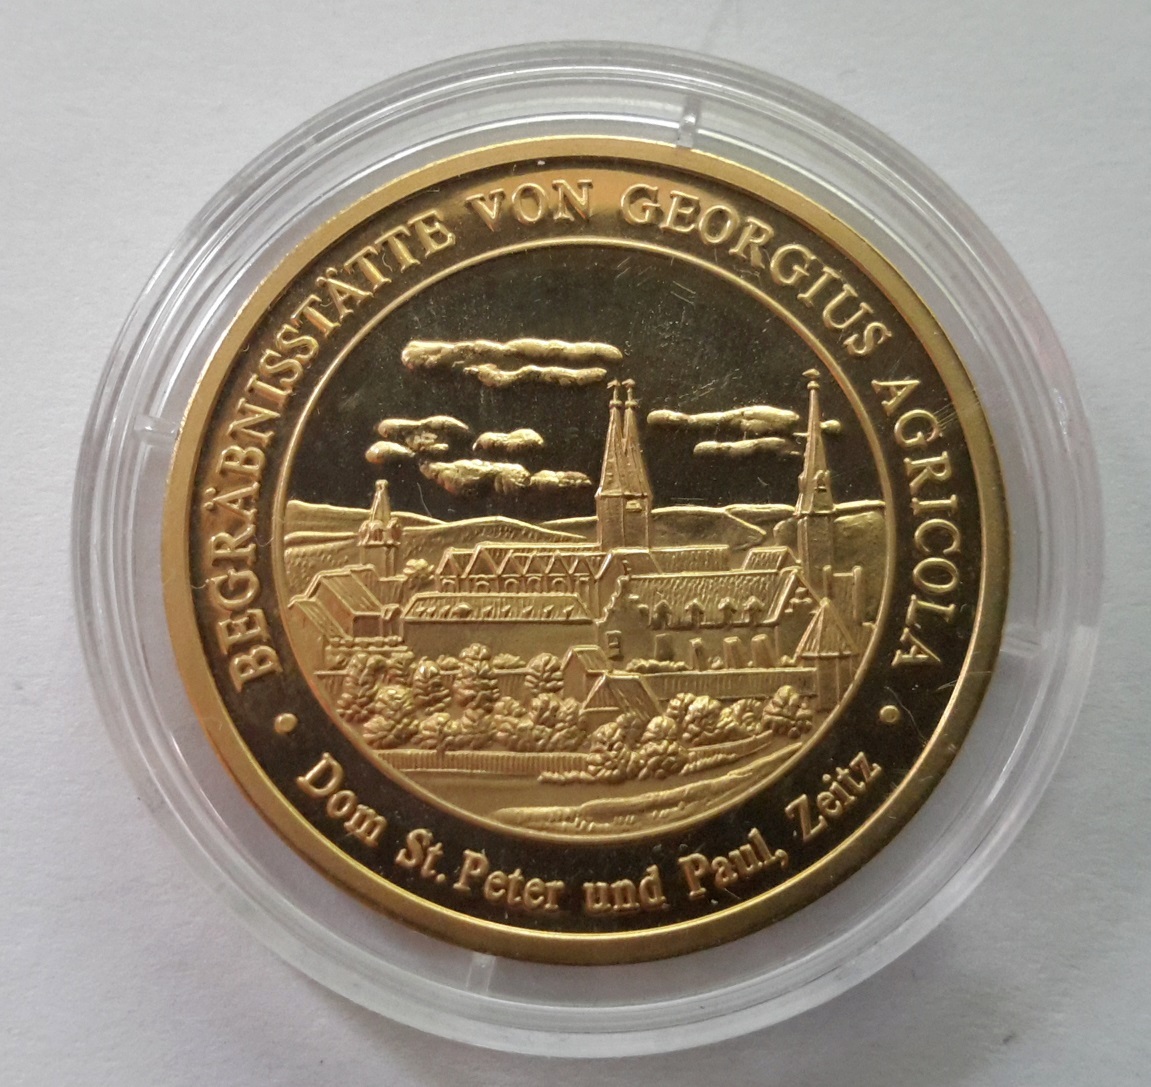 BEGRÄBNISSTÄTTE VON GEORGIUS AGRICOLA
Dom St. Peter und Paul, Zeitz